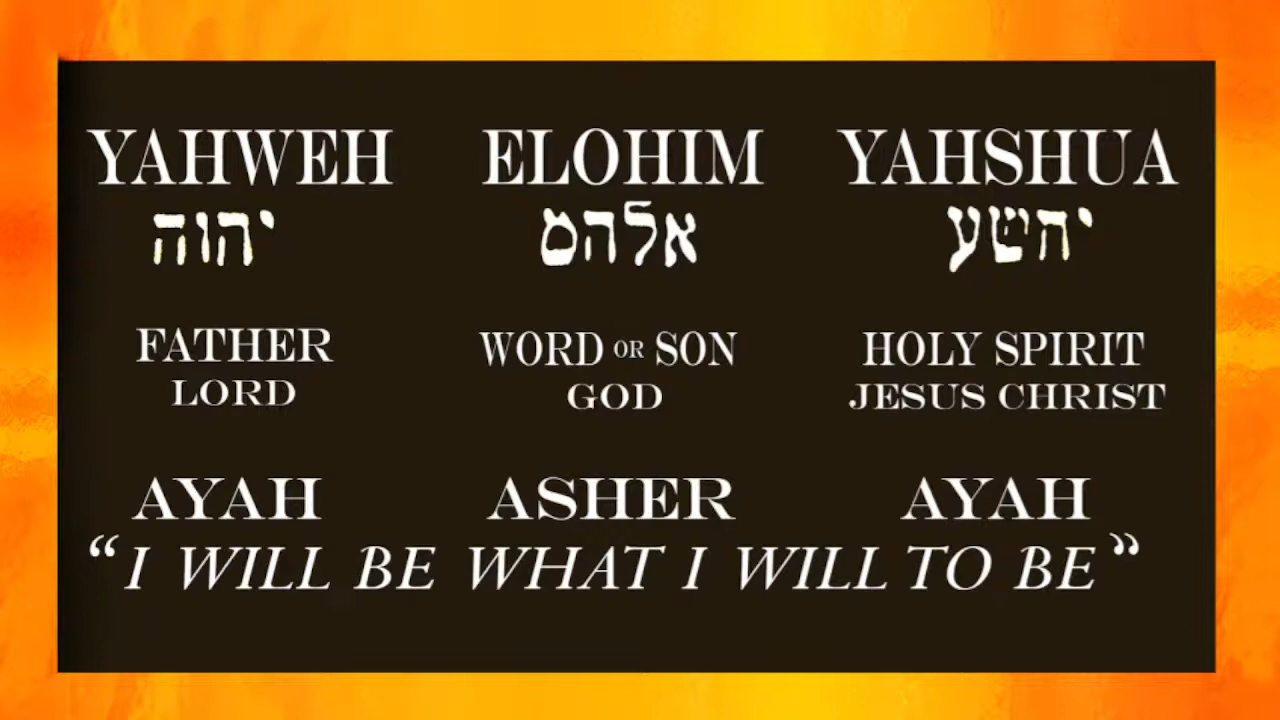 YAHWEH ELOHIM YAHSHUA
יהוה אלהם יהשע
FATHER WORD OR SON HOLY SPIRIT
LORD GOD JESUS CHRIST
AYAH ASHER AYAH
“I WILL BE WHAT I WILL TO BE”